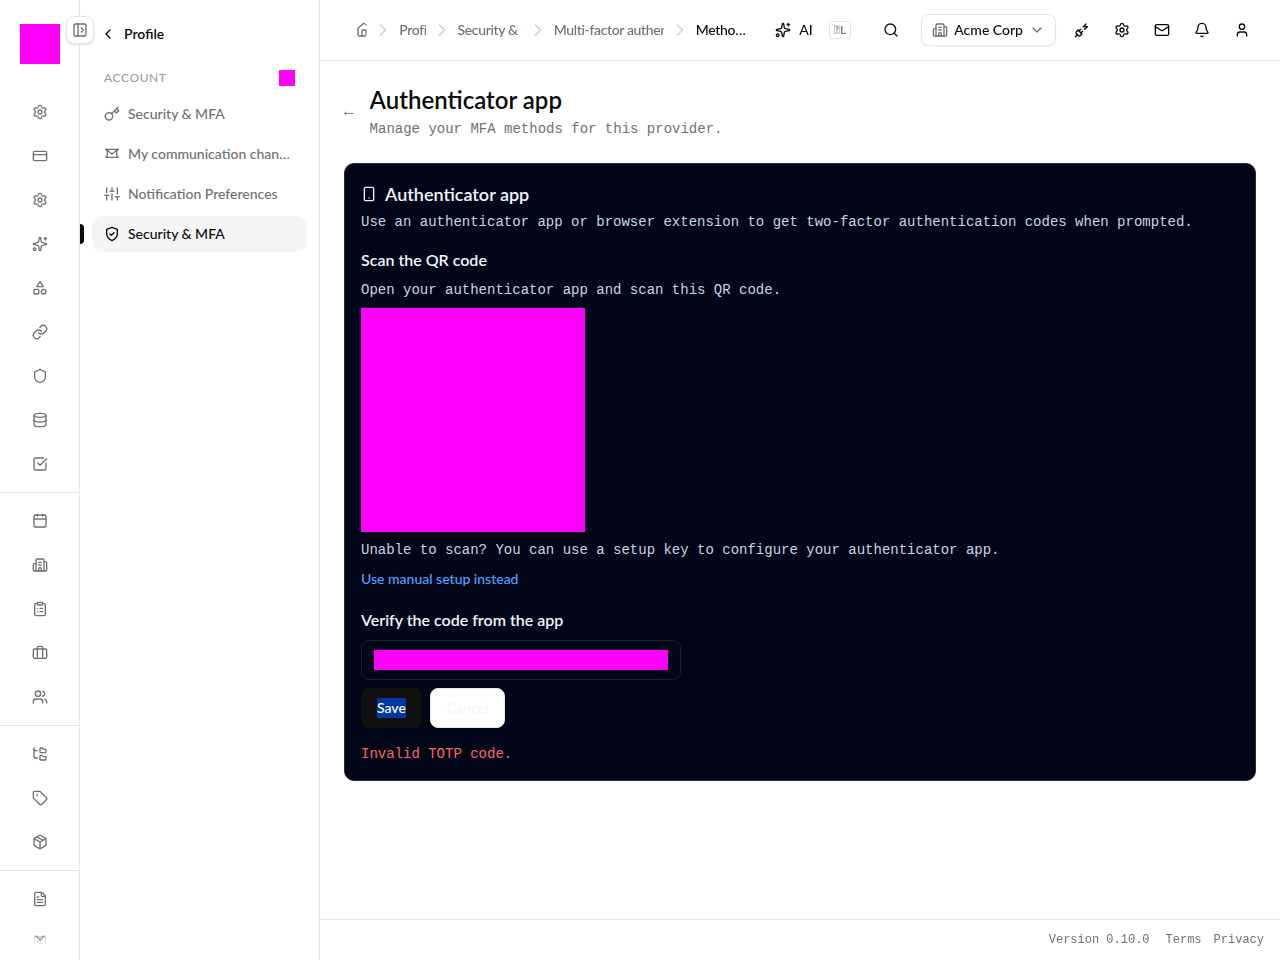 Profile
ACCOUNT
Security & MFA
My communication chan...
Notification Preferences
Security & MFA
Profi
Security &
Multi-factor auther
Metho...
AI
Acme Corp
←
Authenticator app
Manage your MFA methods for this provider.
Authenticator app
Use an authenticator app or browser extension to get two-factor authentication codes when prompted.
Scan the QR code
Open your authenticator app and scan this QR code.
Unable to scan? You can use a setup key to configure your authenticator app.
Use manual setup instead
Verify the code from the app
Save Cancel
Invalid TOTP code.
Version 0.10.0 Terms Privacy